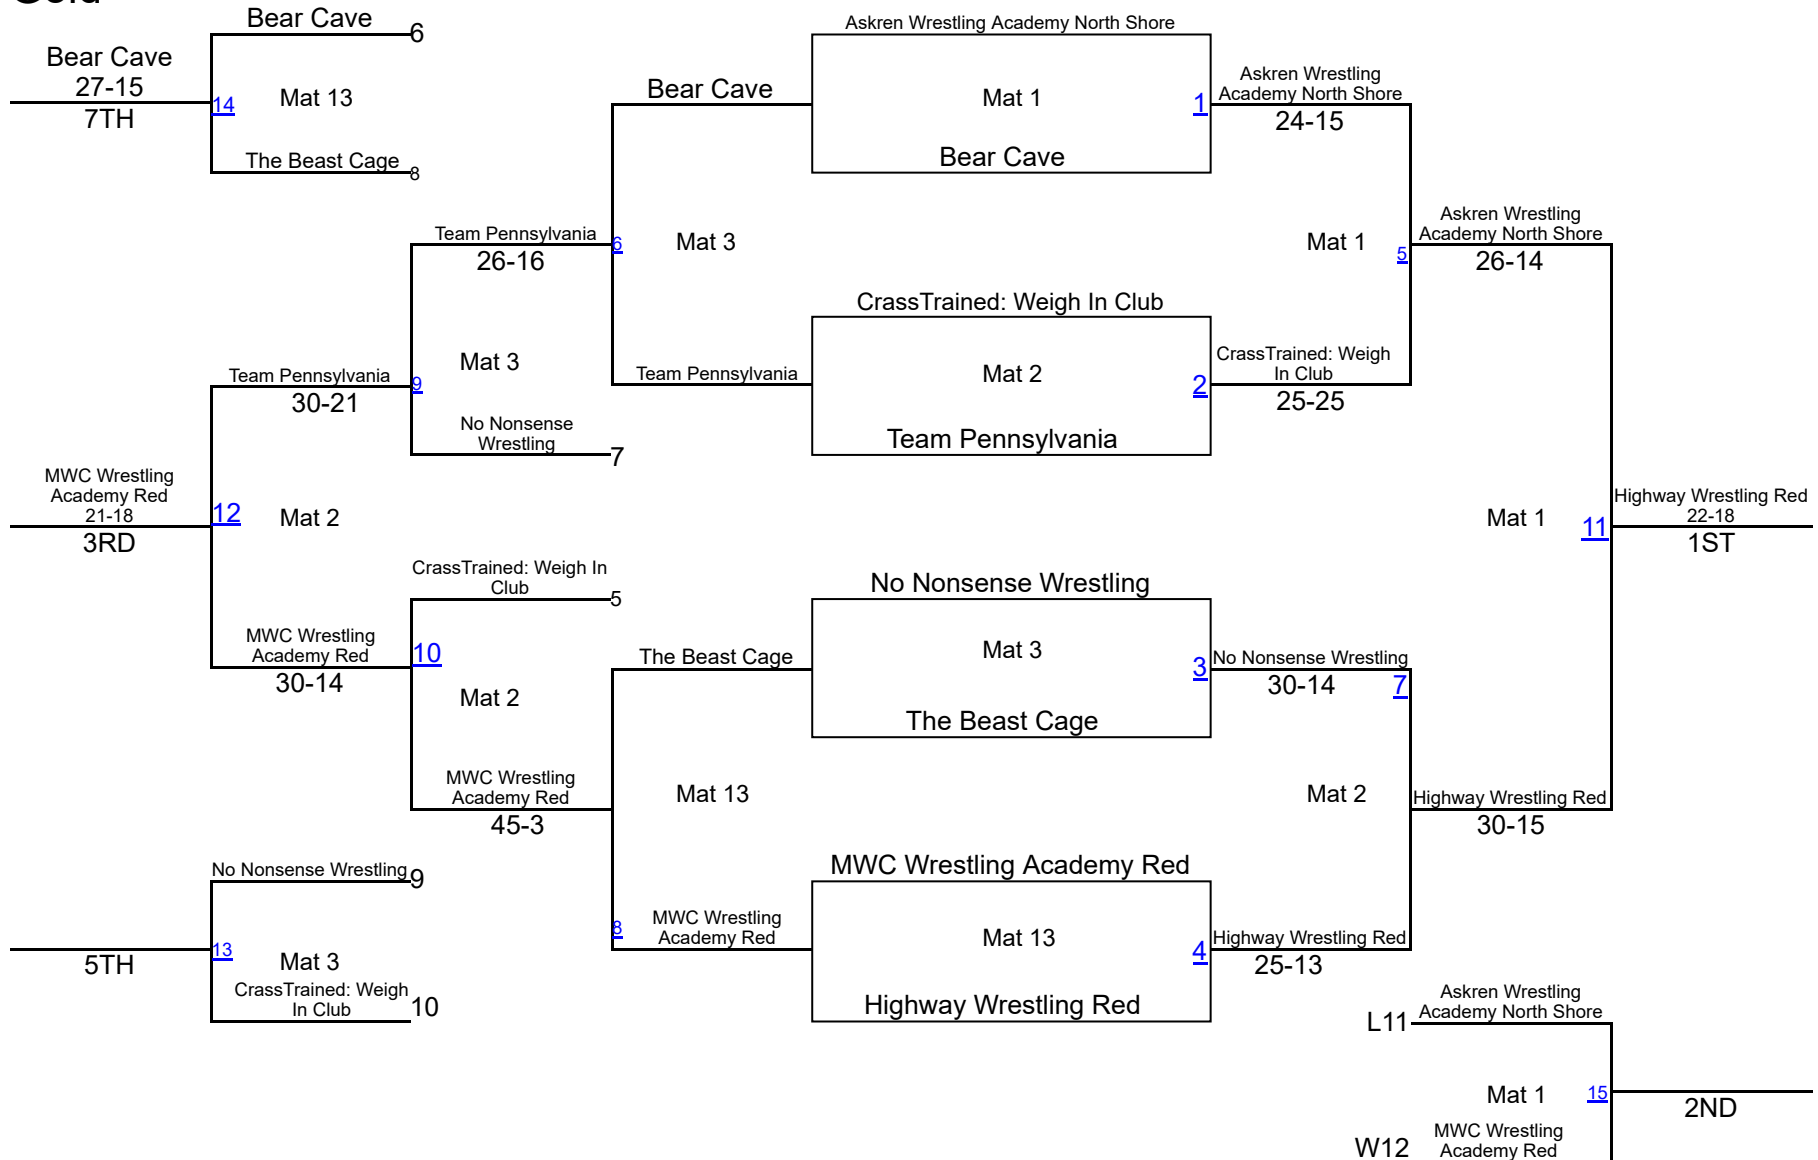 Gold
Bear Cave
6
Bear Cave
27-15
7TH
14
Mat 13
The Beast Cage
8
Askren Wrestling Academy North Shore
Bear Cave
Mat 1
1
Bear Cave
Askren Wrestling
Academy North Shore
24-15
Team Pennsylvania
26-16
6
Mat 3
Mat 1
5
Askren Wrestling
Academy North Shore
26-14
CrassTrained: Weigh In Club
Mat 2
2
Team Pennsylvania
Team Pennsylvania
CrassTrained: Weigh
In Club
25-25
Team Pennsylvania
30-21
9
Mat 3
No Nonsense
Wrestling
7
MWC Wrestling
Academy Red
21-18
3RD
12
Mat 2
Mat 1
11
Highway Wrestling Red
22-18
1ST
CrassTrained: Weigh In
Club
5
MWC Wrestling
Academy Red
30-14
10
Mat 2
No Nonsense Wrestling
The Beast Cage
Mat 3
3
The Beast Cage
No Nonsense Wrestling
30-14
7
MWC Wrestling
Academy Red
45-3
Mat 13
Mat 2
Highway Wrestling Red
30-15
No Nonsense Wrestling
9
5TH
13
Mat 3
CrassTrained: Weigh
In Club
10
MWC Wrestling Academy Red
8
MWC Wrestling
Academy Red
Mat 13
4
Highway Wrestling Red
Highway Wrestling Red
25-13
L11
Askren Wrestling
Academy North Shore
Mat 1
15
2ND
W12
MWC Wrestling
Academy Red